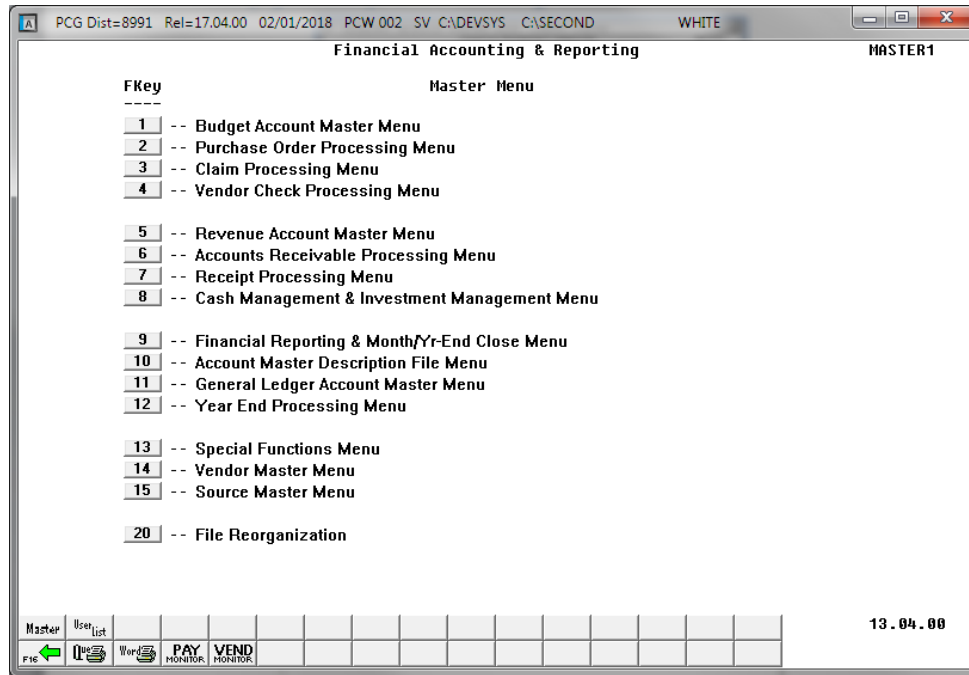 PCG Dist=8991 Rel=17.04.00 02/01/2018 PCW 002 SV C:\DEVSYS C:\SECOND WHITE
Financial Accounting & Reporting MASTER1
FKey Master Menu
----
1 -- Budget Account Master Menu
2 -- Purchase Order Processing Menu
3 -- Claim Processing Menu
4 -- Vendor Check Processing Menu
5 -- Revenue Account Master Menu
6 -- Accounts Receivable Processing Menu
7 -- Receipt Processing Menu
8 -- Cash Management & Investment Management Menu
9 -- Financial Reporting & Month/Yr-End Close Menu
10 -- Account Master Description File Menu
11 -- General Ledger Account Master Menu
12 -- Year End Processing Menu
13 -- Special Functions Menu
14 -- Vendor Master Menu
15 -- Source Master Menu
20 -- File Reorganization
Master User List 13.04.00
F16 Que Word PAY MONITOR VEND MONITOR